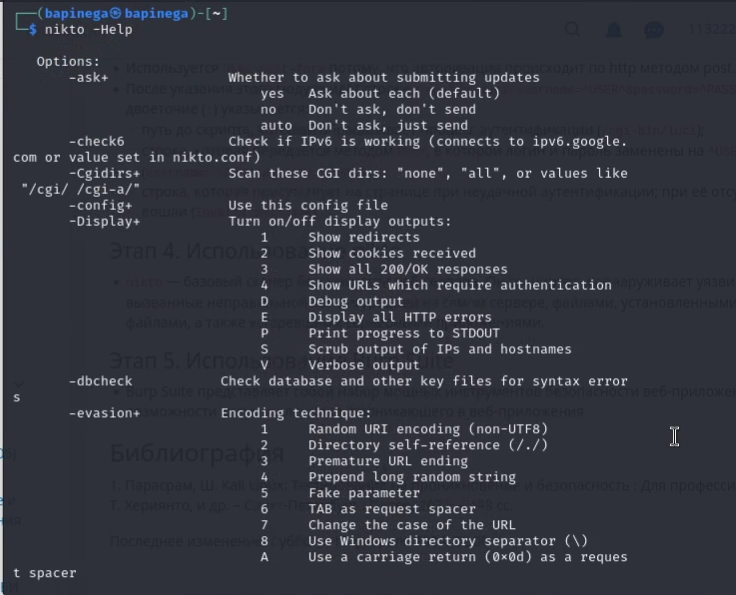 ┌──(bapinega㉿bapinega)-[~]
└─$ nikto -Help
Options:
-ask+ Whether to ask about submitting updates
yes Ask about each (default)
no Don't ask, don't send
auto Don't ask, just send
-check6 Check if IPv6 is working (connects to ipv6.google.
com or value set in nikto.conf)
-Cgidirs+ Scan these CGI dirs: "none", "all", or values like
"/cgi/ /cgi-a/"
-config+ Use this config file
-Display+ Turn on/off display outputs:
1 Show redirects
2 Show cookies received
3 Show all 200/OK responses
4 Show URLs which require authentication
D Debug output
E Display all HTTP errors
P Print progress to STDOUT
S Scrub output of IPs and hostnames
V Verbose output
-dbcheck Check database and other key files for syntax error
s
-evasion+ Encoding technique:
1 Random URI encoding (non-UTF8)
2 Directory self-reference (/./)
3 Premature URL ending
4 Prepend long random string
5 Fake parameter
6 TAB as request spacer
7 Change the case of the URL
8 Use Windows directory separator (\)
A Use a carriage return (0x0d) as a reques
t spacer